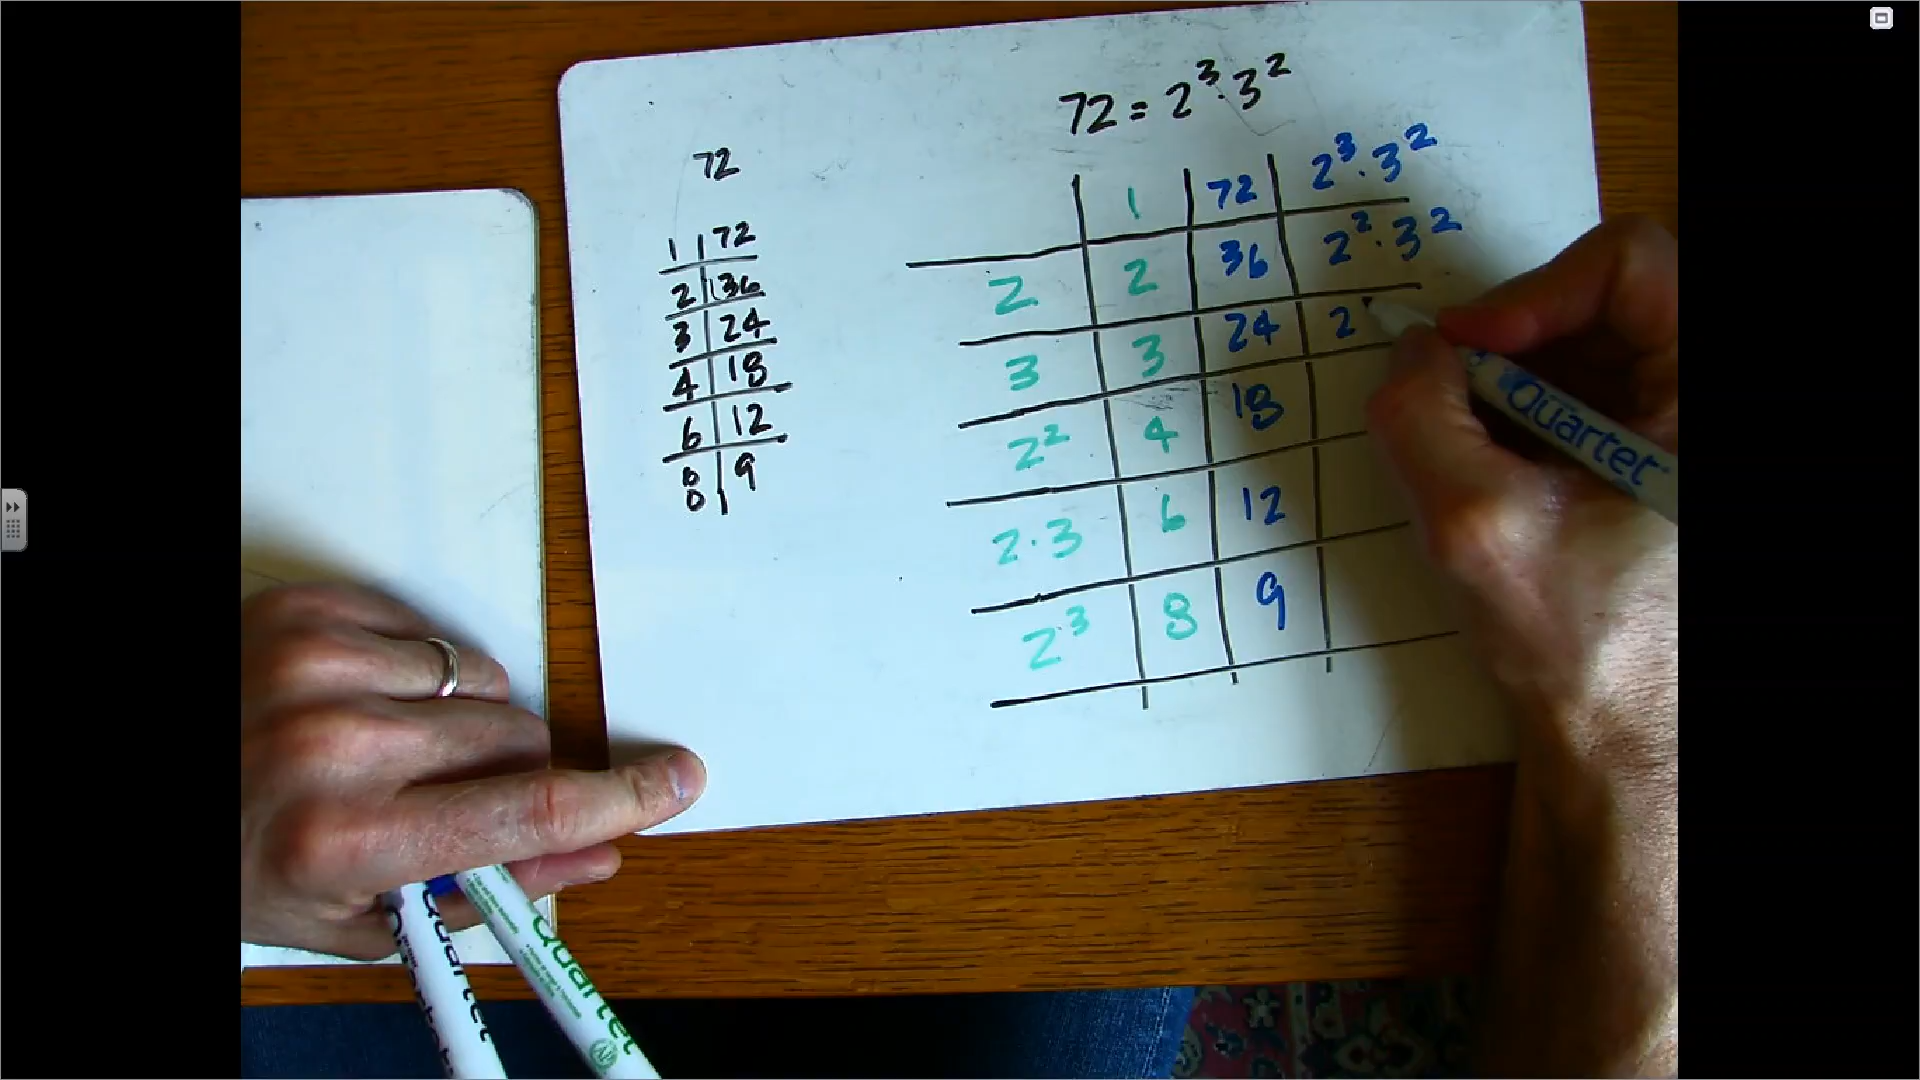 72 = 2³·3²
72
1 72
2 36
3 24
4 18
6 12
8 9
1 72 2³·3²
2 2 36 2²·3²
3 3 24 2
2² 4 18
2·3 6 12
2³ 8 9
Quartet
Quartet
Quartet